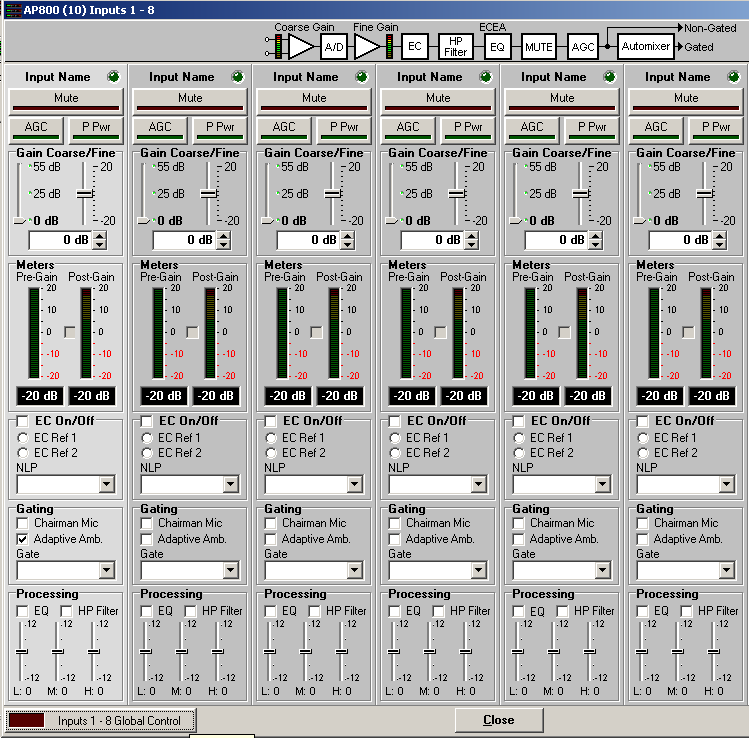 AP800 (10) Inputs 1 - 8
Coarse Gain Fine Gain ECEA Non-Gated
A/D EC HP Filter EQ MUTE AGC Automixer Gated
Input Name Input Name Input Name Input Name Input Name Input Name
Mute Mute Mute Mute Mute Mute
AGC P Pwr AGC P Pwr AGC P Pwr AGC P Pwr AGC P Pwr AGC P Pwr
Gain Coarse/Fine Gain Coarse/Fine Gain Coarse/Fine Gain Coarse/Fine Gain Coarse/Fine Gain Coarse/Fine
55 dB 20 55 dB 20 55 dB 20 55 dB 20 55 dB 20 55 dB 20
25 dB 25 dB 25 dB 25 dB 25 dB 25 dB
0 dB -20 0 dB -20 0 dB -20 0 dB -20 0 dB -20 0 dB -20
0 dB 0 dB 0 dB 0 dB 0 dB 0 dB
Meters Meters Meters Meters Meters Meters
Pre-Gain Post-Gain Pre-Gain Post-Gain Pre-Gain Post-Gain Pre-Gain Post-Gain Pre-Gain Post-Gain Pre-Gain Post-Gain
20 20 20 20 20 20 20 20 20 20 20 20
10 10 10 10 10 10 10 10 10 10 10 10
0 0 0 0 0 0 0 0 0 0 0 0
-10 -10 -10 -10 -10 -10 -10 -10 -10 -10 -10 -10
-20 -20 -20 -20 -20 -20 -20 -20 -20 -20 -20 -20
-20 dB -20 dB -20 dB -20 dB -20 dB -20 dB -20 dB -20 dB -20 dB -20 dB -20 dB -20 dB
EC On/Off EC On/Off EC On/Off EC On/Off EC On/Off EC On/Off
EC Ref 1 EC Ref 1 EC Ref 1 EC Ref 1 EC Ref 1 EC Ref 1
EC Ref 2 EC Ref 2 EC Ref 2 EC Ref 2 EC Ref 2 EC Ref 2
NLP NLP NLP NLP NLP NLP
Gating Gating Gating Gating Gating Gating
Chairman Mic Chairman Mic Chairman Mic Chairman Mic Chairman Mic Chairman Mic
Adaptive Amb. Adaptive Amb. Adaptive Amb. Adaptive Amb. Adaptive Amb. Adaptive Amb.
Gate Gate Gate Gate Gate Gate
Processing Processing Processing Processing Processing Processing
EQ HP Filter EQ HP Filter EQ HP Filter EQ HP Filter EQ HP Filter EQ HP Filter
12 12 12 12 12 12 12 12 12 12 12 12 12 12 12 12 12 12
-12 -12 -12 -12 -12 -12 -12 -12 -12 -12 -12 -12 -12 -12 -12 -12 -12 -12
L: 0 M: 0 H: 0 L: 0 M: 0 H: 0 L: 0 M: 0 H: 0 L: 0 M: 0 H: 0 L: 0 M: 0 H: 0 L: 0 M: 0 H: 0
Inputs 1 - 8 Global Control Close